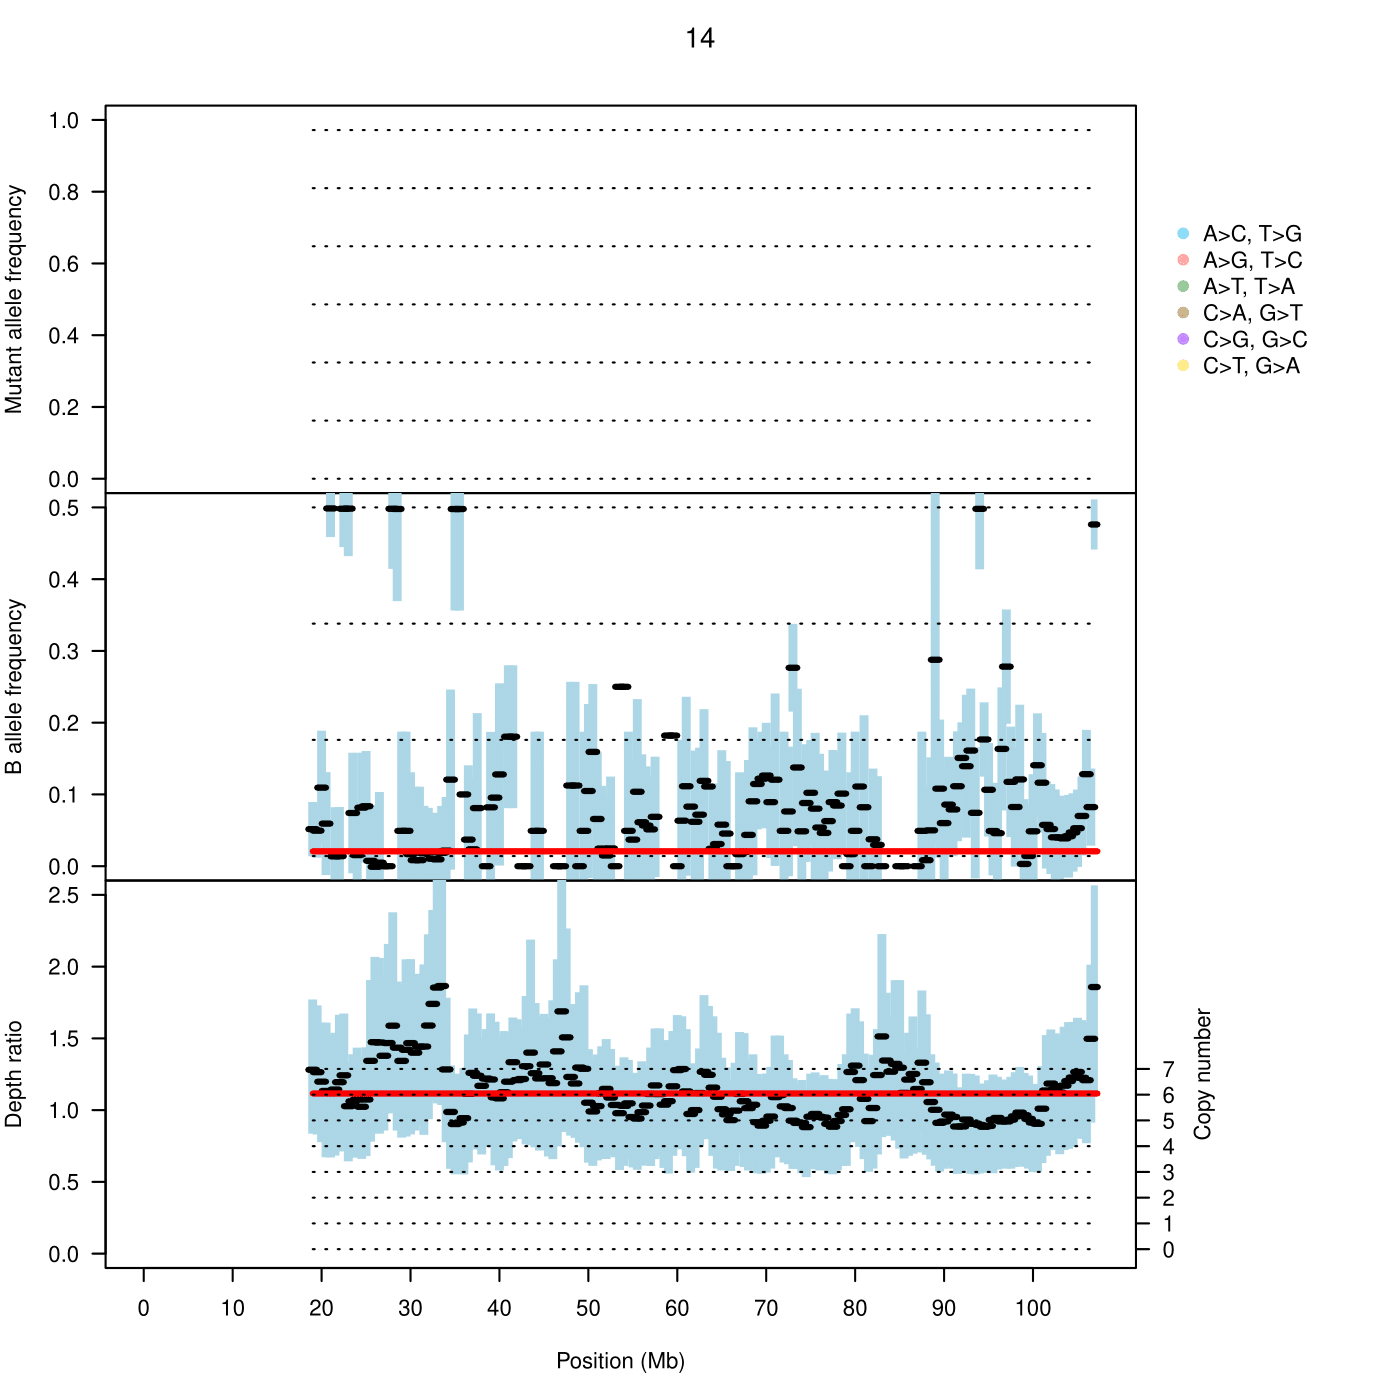 14
1.0
0.8
0.6
0.4
0.2
0.0
Mutant allele frequency
A>C, T>G
A>G, T>C
A>T, T>A
C>A, G>T
C>G, G>C
C>T, G>A
0.5
0.4
0.3
0.2
0.1
0.0
B allele frequency
2.5
2.0
1.5
1.0
0.5
0.0
Depth ratio
7
6
5
4
3
2
1
0
Copy number
0 10 20 30 40 50 60 70 80 90 100
Position (Mb)